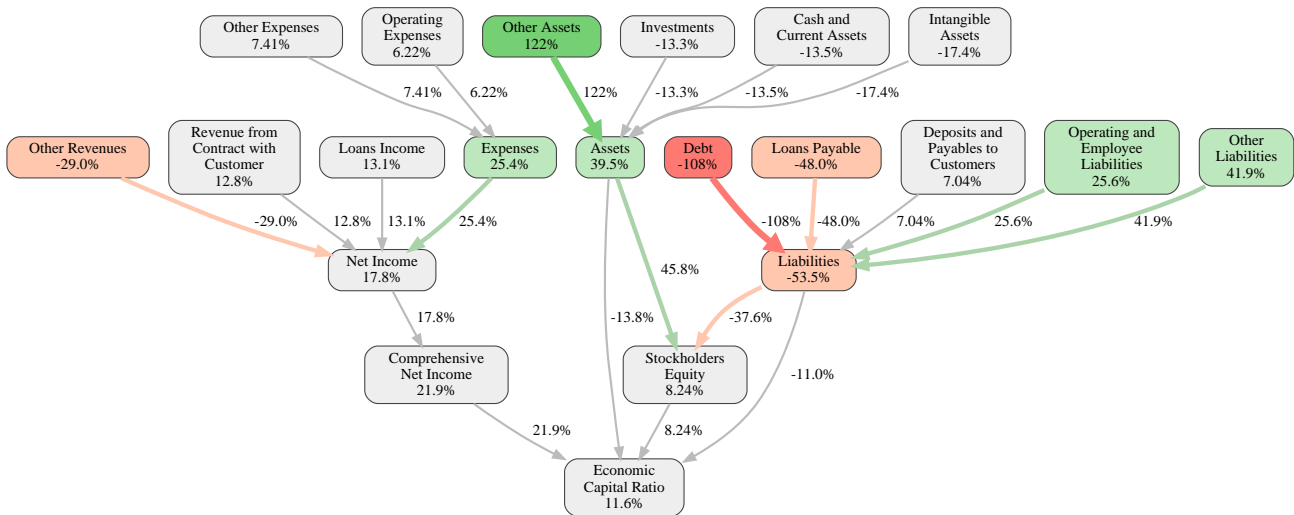 Other Expenses
7.41%
Operating
Expenses
6.22%
Other Assets
122%
Investments
-13.3%
Cash and
Current Assets
-13.5%
Intangible
Assets
-17.4%
7.41%
6.22%
122%
-13.3%
-13.5%
-17.4%
Other Revenues
-29.0%
Revenue from
Contract with
Customer
12.8%
Loans Income
13.1%
Expenses
25.4%
Assets
39.5%
Debt
-108%
Loans Payable
-48.0%
Deposits and
Payables to
Customers
7.04%
Operating and
Employee
Liabilities
25.6%
Other
Liabilities
41.9%
-29.0%
12.8%
13.1%
25.4%
-108%
-48.0%
7.04%
25.6%
41.9%
Net Income
17.8%
45.8%
Liabilities
-53.5%
17.8%
-13.8%
-37.6%
Comprehensive
Net Income
21.9%
Stockholders
Equity
8.24%
-11.0%
21.9%
8.24%
Economic
Capital Ratio
11.6%